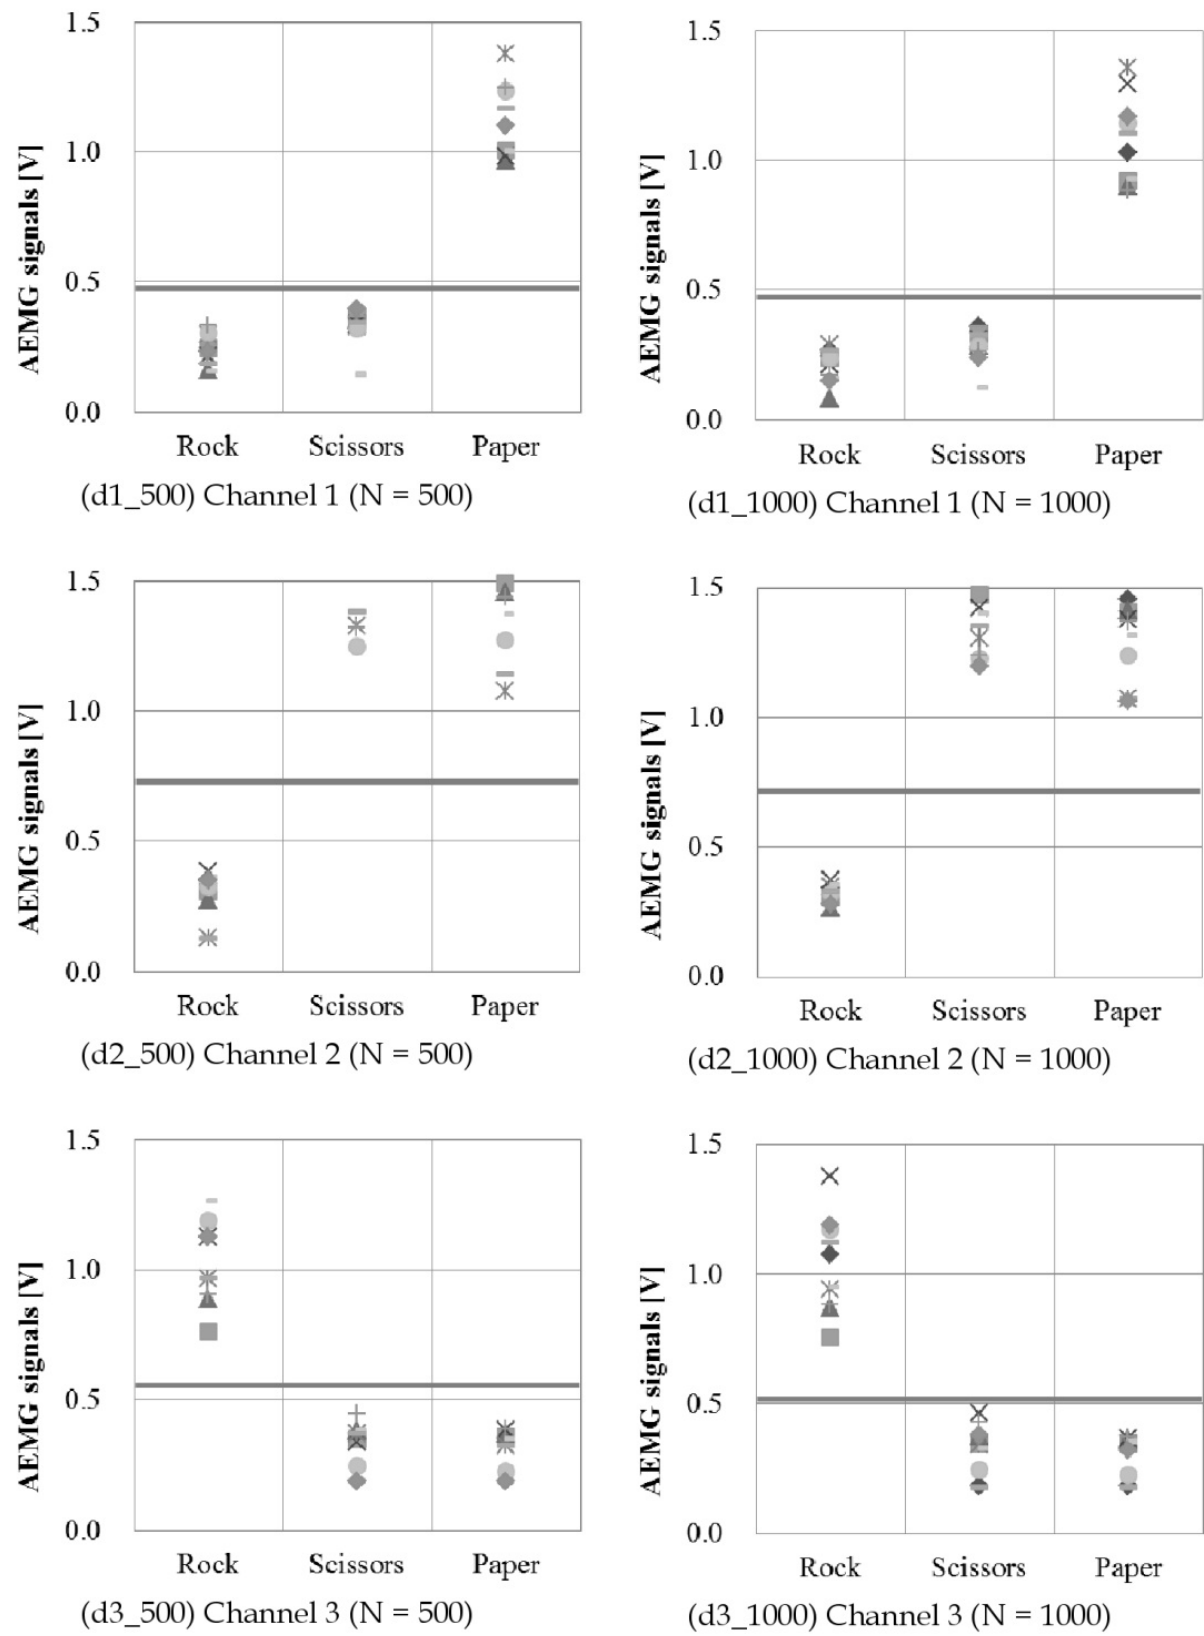 1.5
1.0
0.5
0.0
AEMG signals [V]
Rock Scissors Paper
(d1_500) Channel 1 (N = 500)
1.5
1.0
0.5
0.0
AEMG signals [V]
Rock Scissors Paper
(d1_1000) Channel 1 (N = 1000)
1.5
1.0
0.5
0.0
AEMG signals [V]
Rock Scissors Paper
(d2_500) Channel 2 (N = 500)
1.5
1.0
0.5
0.0
AEMG signals [V]
Rock Scissors Paper
(d2_1000) Channel 2 (N = 1000)
1.5
1.0
0.5
0.0
AEMG signals [V]
Rock Scissors Paper
(d3_500) Channel 3 (N = 500)
1.5
1.0
0.5
0.0
AEMG signals [V]
Rock Scissors Paper
(d3_1000) Channel 3 (N = 1000)